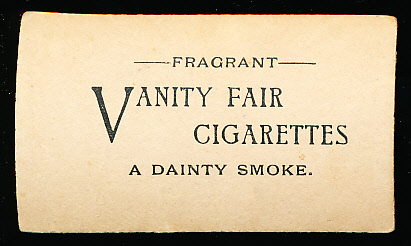 FRAGRANT
VANITY FAIR
CIGARETTES
A DAINTY SMOKE.